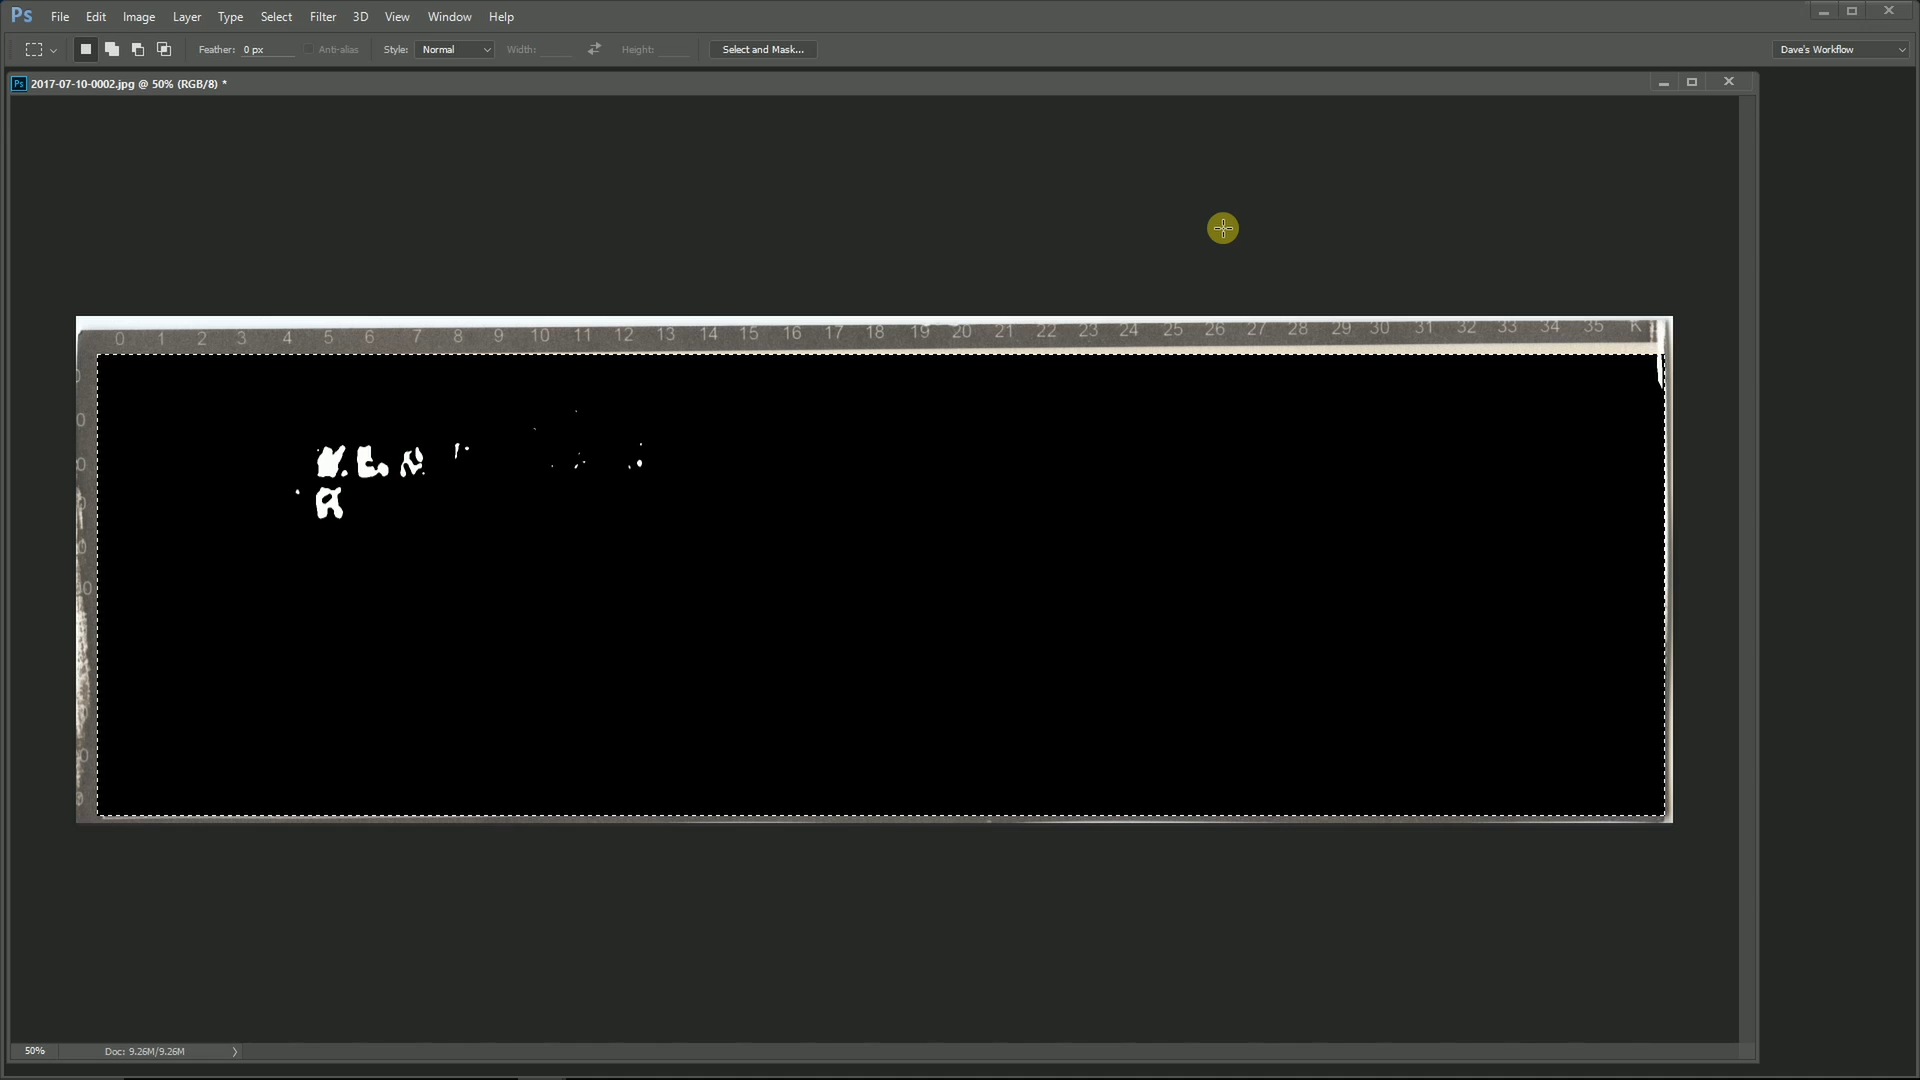 Ps File Edit Image Layer Type Select Filter 3D View Window Help
Feather: 0 px Anti-alias Style: Normal Width: Height: Select and Mask... Dave's Workflow
Ps 2017-07-10-0002.jpg @ 50% (RGB/8) *
0 1 2 3 4 5 6 7 8 9 10 11 12 13 14 15 16 17 18 19 20 21 22 23 24 25 26 27 28 29 30 31 32 33 34 35 K
50% Doc: 9.26M/9.26M